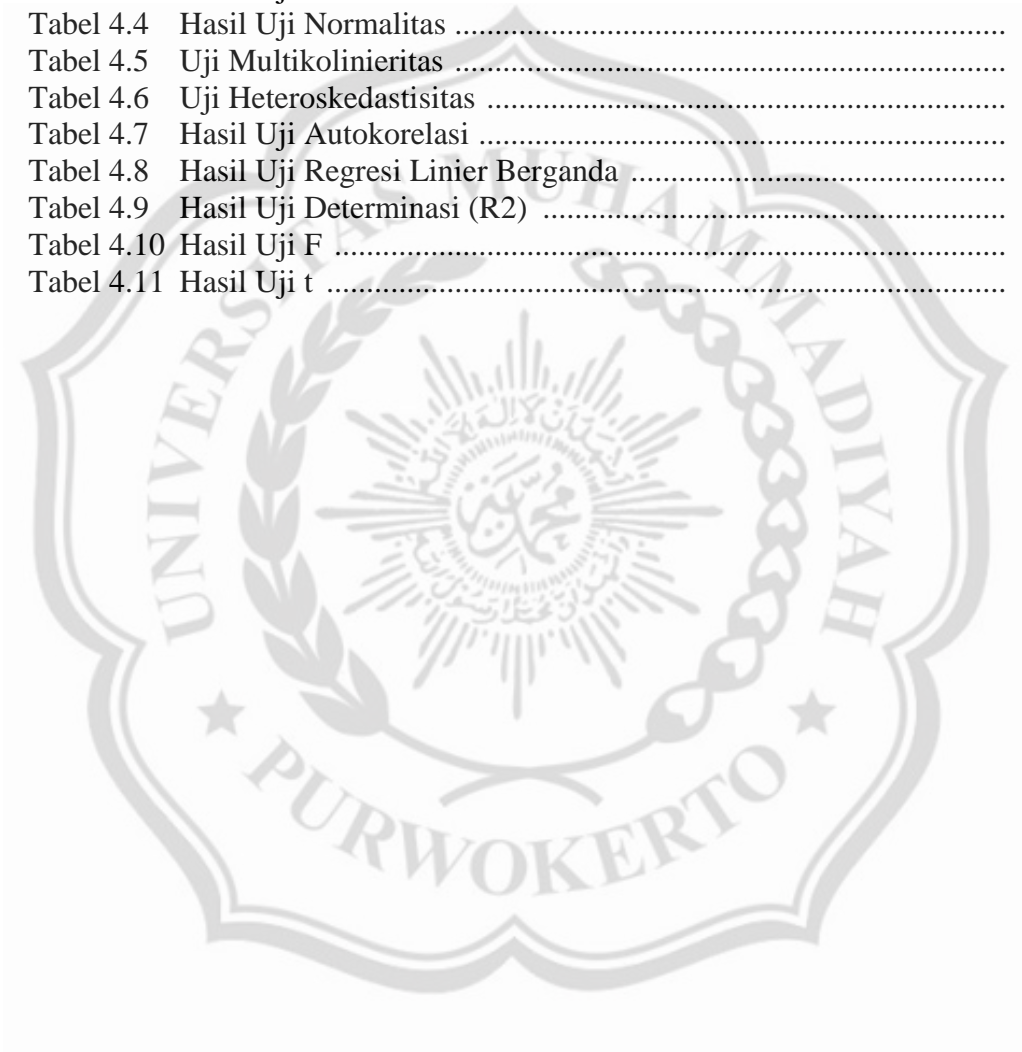 Tabel 4.4 Hasil Uji Normalitas .....................................................................
Tabel 4.5 Uji Multikolinieritas .....................................................................
Tabel 4.6 Uji Heteroskedastisitas .................................................................
Tabel 4.7 Hasil Uji Autokorelasi ..................................................................
Tabel 4.8 Hasil Uji Regresi Linier Berganda ...............................................
Tabel 4.9 Hasil Uji Determinasi (R2) ..........................................................
Tabel 4.10 Hasil Uji F ....................................................................................
Tabel 4.11 Hasil Uji t .....................................................................................
UNIVERSITAS MUHAMMADIYAH
PURWOKERTO